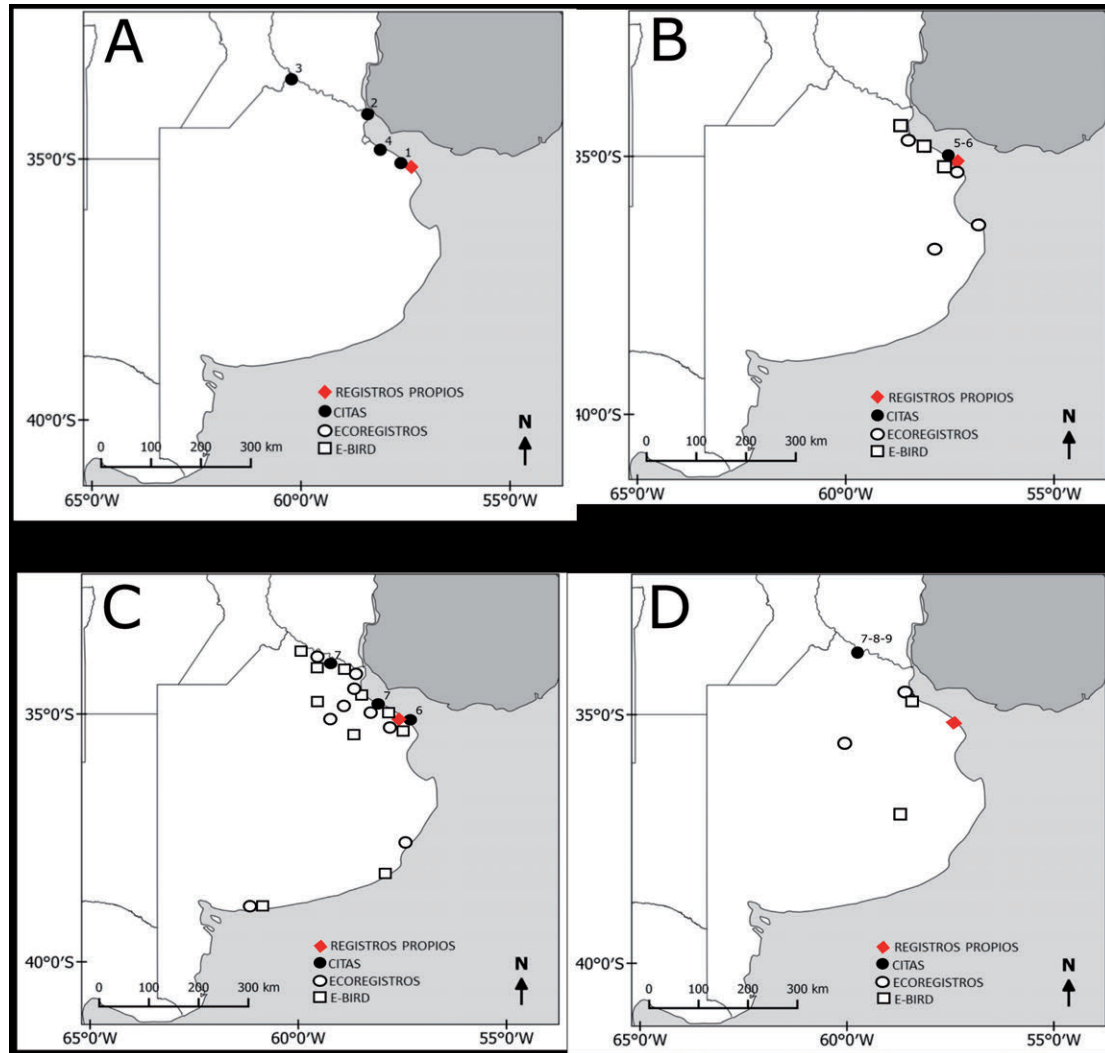 A
3
2
4
1
35°0'S
REGISTROS PROPIOS
CITAS
ECOREGISTROS
E-BIRD
N
40°0'S
0 100 200 300 km
65°0'W 60°0'W 55°0'W
B
5-6
35°0'S
REGISTROS PROPIOS
CITAS
ECOREGISTROS
E-BIRD
N
40°0'S
0 100 200 300 km
65°0'W 60°0'W 55°0'W
C
7
7
6
35°0'S
REGISTROS PROPIOS
CITAS
ECOREGISTROS
E-BIRD
N
40°0'S
0 100 200 300 km
65°0'W 60°0'W 55°0'W
D
7-8-9
35°0'S
REGISTROS PROPIOS
CITAS
ECOREGISTROS
E-BIRD
N
40°0'S
0 100 200 300 km
65°0'W 60°0'W 55°0'W